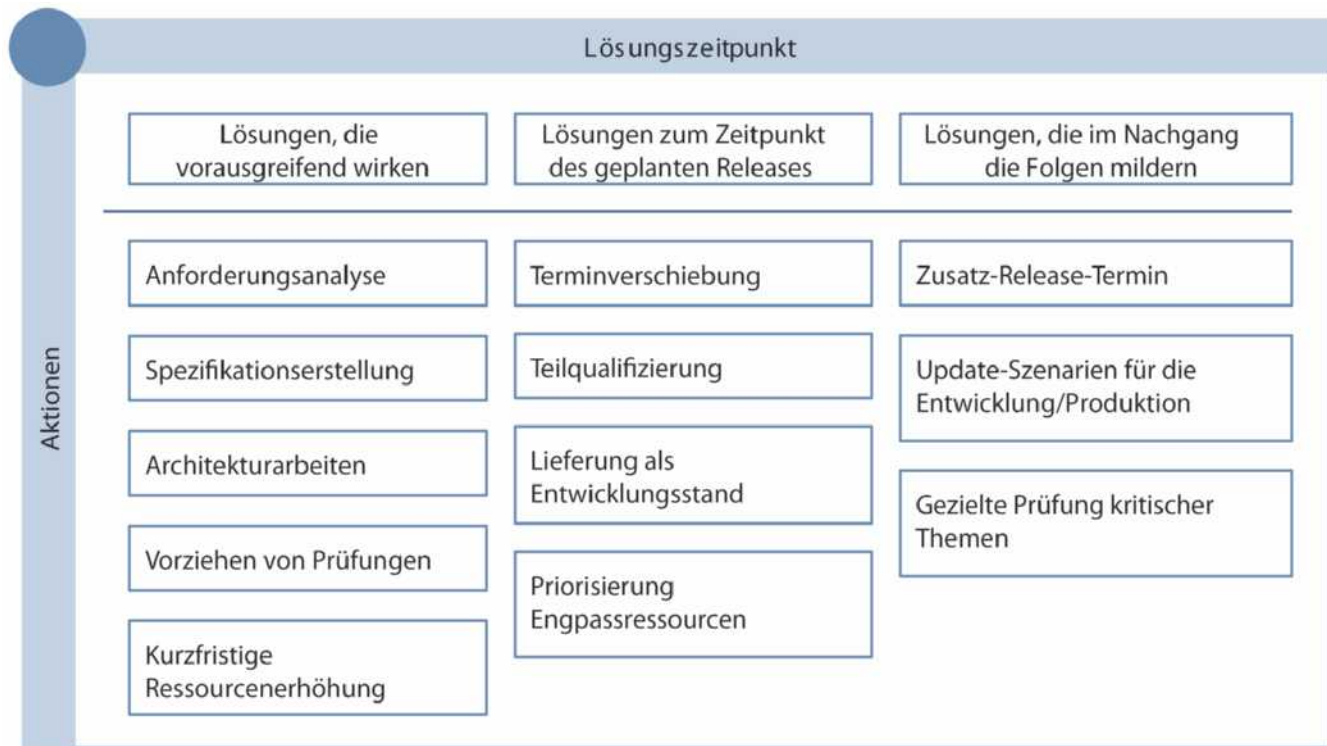 Lösungszeitpunkt
Aktionen
Lösungen, die
vorausgreifend wirken
Lösungen zum Zeitpunkt
des geplanten Releases
Lösungen, die im Nachgang
die Folgen mildern
Anforderungsanalyse
Spezifikationserstellung
Architekturarbeiten
Vorziehen von Prüfungen
Kurzfristige
Ressourcenerhöhung
Terminverschiebung
Teilqualifizierung
Lieferung als
Entwicklungsstand
Priorisierung
Engpassressourcen
Zusatz-Release-Termin
Update-Szenarien für die
Entwicklung/Produktion
Gezielte Prüfung kritischer
Themen